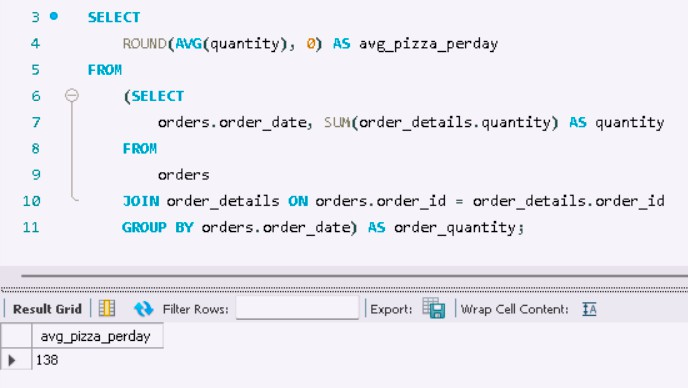 3 SELECT
4 ROUND(AVG(quantity), 0) AS avg_pizza_perday
5 FROM
6 (SELECT
7 orders.order_date, SUM(order_details.quantity) AS quantity
8 FROM
9 orders
10 JOIN order_details ON orders.order_id = order_details.order_id
11 GROUP BY orders.order_date) AS order_quantity;
Result Grid Filter Rows: Export: Wrap Cell Content: IA
avg_pizza_perday
138